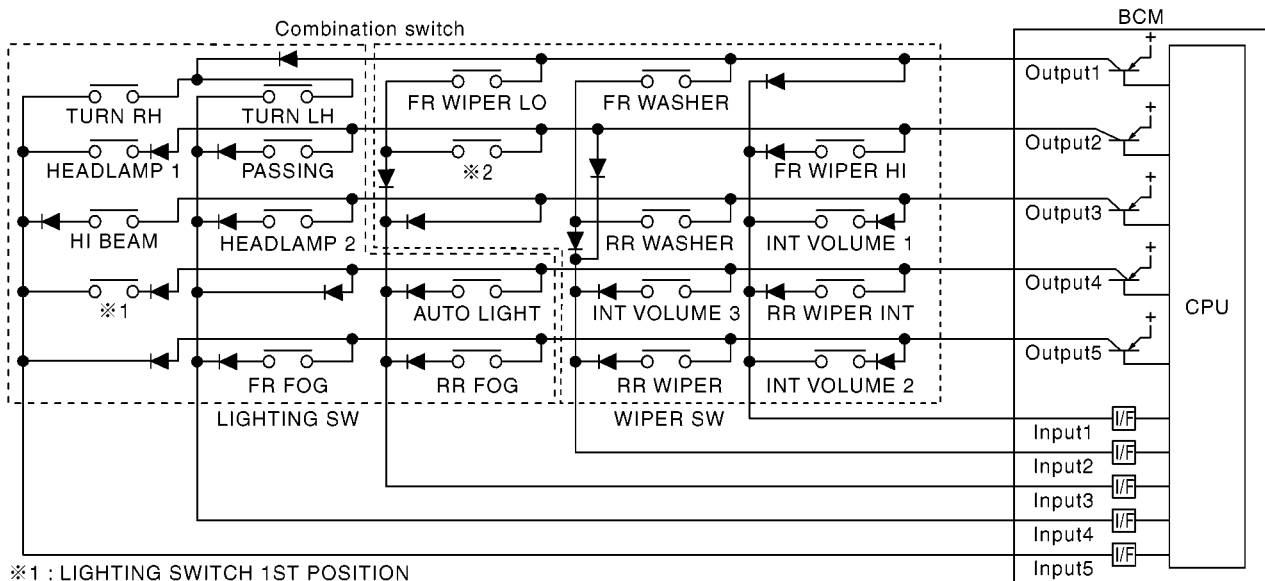 Combination switch
BCM
TURN RH
TURN LH
FR WIPER LO
FR WASHER
Output1
+
HEADLAMP 1
PASSING
※2
FR WIPER HI
Output2
+
HI BEAM
HEADLAMP 2
RR WASHER
INT VOLUME 1
Output3
+
※1
AUTO LIGHT
INT VOLUME 3
RR WIPER INT
Output4
+
CPU
FR FOG
RR FOG
RR WIPER
INT VOLUME 2
Output5
+
LIGHTING SW
WIPER SW
Input1
I/F
Input2
I/F
Input3
I/F
Input4
I/F
Input5
I/F
※1 : LIGHTING SWITCH 1ST POSITION